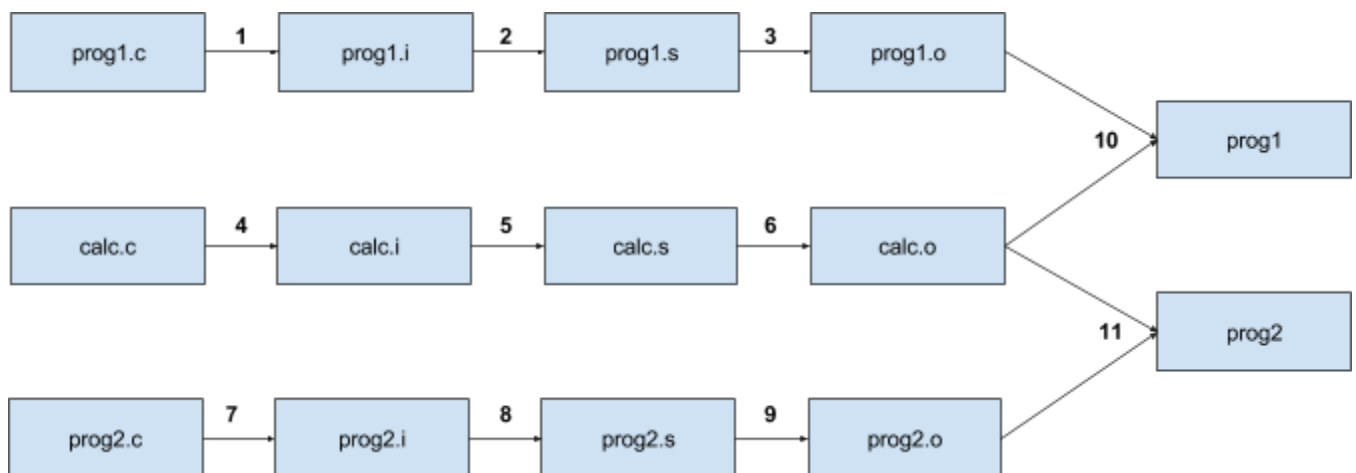 prog1.c 1 prog1.i 2 prog1.s 3 prog1.o
10 prog1
calc.c 4 calc.i 5 calc.s 6 calc.o
11 prog2
prog2.c 7 prog2.i 8 prog2.s 9 prog2.o